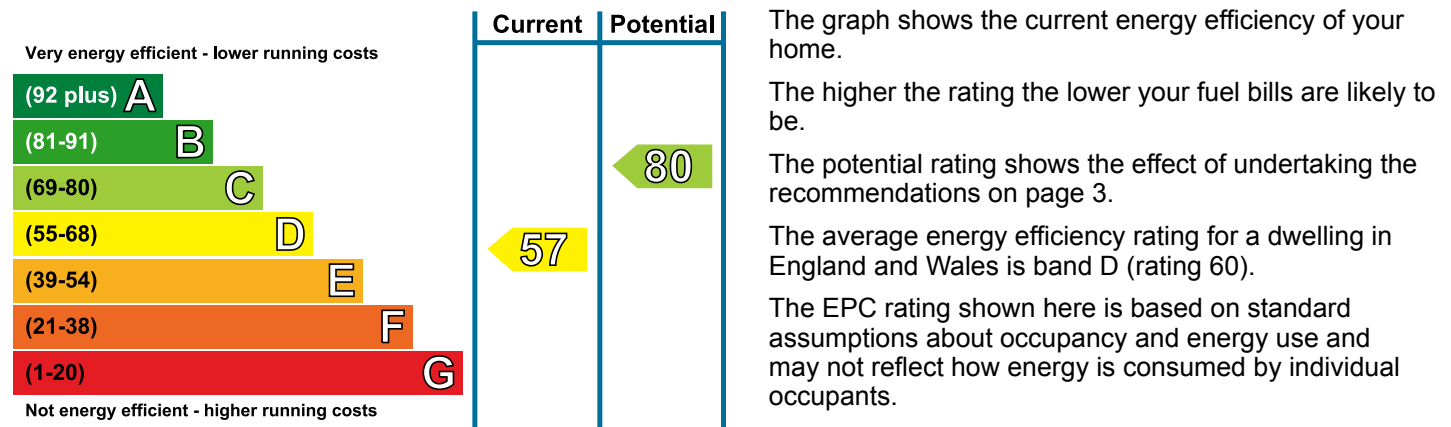 Current Potential
Very energy efficient - lower running costs
(92 plus) A
(81-91) B
(69-80) C
(55-68) D
(39-54) E
(21-38) F
(1-20) G
Not energy efficient - higher running costs
80
57
The graph shows the current energy efficiency of your
home.
The higher the rating the lower your fuel bills are likely to
be.
The potential rating shows the effect of undertaking the
recommendations on page 3.
The average energy efficiency rating for a dwelling in
England and Wales is band D (rating 60).
The EPC rating shown here is based on standard
assumptions about occupancy and energy use and
may not reflect how energy is consumed by individual
occupants.